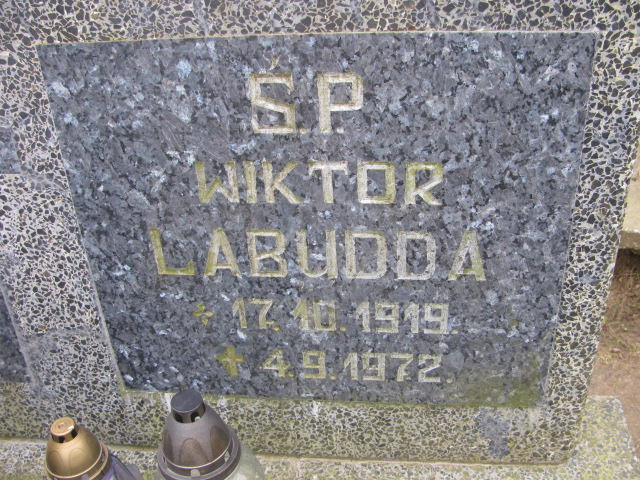 Ś.P.
WIKTOR
LABUDDA
* 17.10.1919.
+ 4.9.1972.